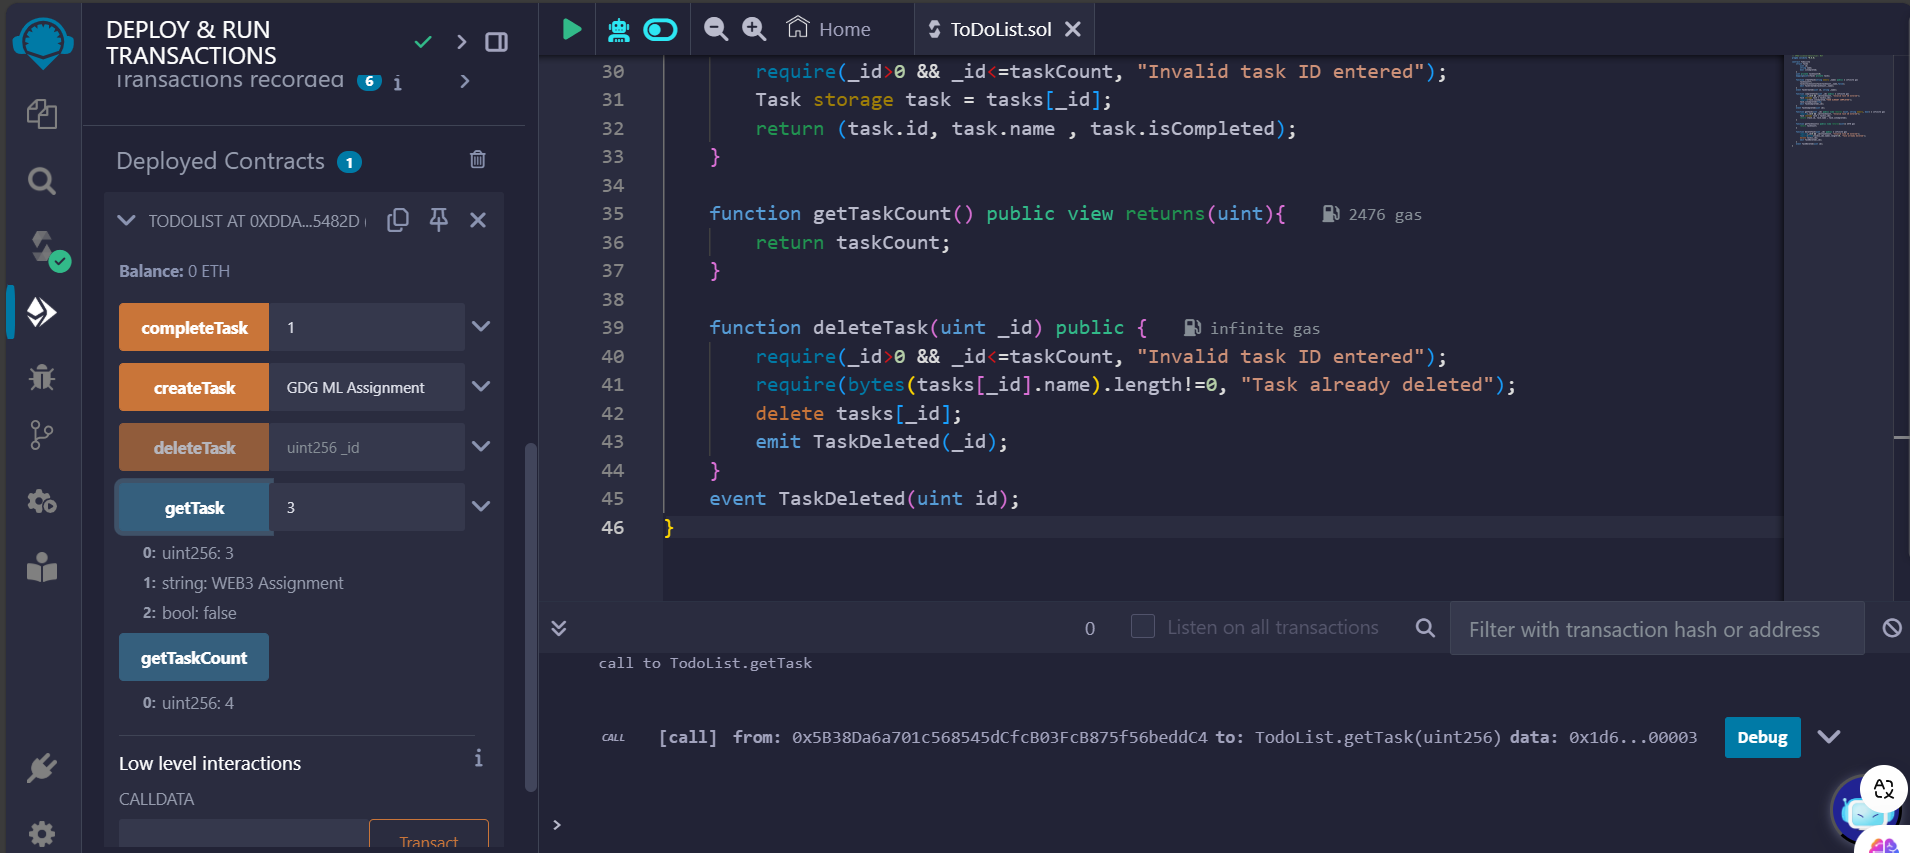 DEPLOY & RUN
TRANSACTIONS
Transactions recorded 6 i
Deployed Contracts 1
TODOLIST AT 0XDDA...5482D (
Balance: 0 ETH
completeTask 1
createTask GDG ML Assignment
deleteTask uint256 _id
getTask 3
0: uint256: 3
1: string: WEB3 Assignment
2: bool: false
getTaskCount
0: uint256: 4
Low level interactions i
CALLDATA
Transact
Home
ToDoList.sol
30 require(_id>0 && _id<=taskCount, "Invalid task ID entered");
31 Task storage task = tasks[_id];
32 return (task.id, task.name , task.isCompleted);
33 }
34
35 function getTaskCount() public view returns(uint){ 2476 gas
36 return taskCount;
37 }
38
39 function deleteTask(uint _id) public { infinite gas
40 require(_id>0 && _id<=taskCount, "Invalid task ID entered");
41 require(bytes(tasks[_id].name).length!=0, "Task already deleted");
42 delete tasks[_id];
43 emit TaskDeleted(_id);
44 }
45 event TaskDeleted(uint id);
46 }
0 Listen on all transactions Filter with transaction hash or address
call to TodoList.getTask
CALL [call] from: 0x5B38Da6a701c568545dCfcB03FcB875f56beddC4 to: TodoList.getTask(uint256) data: 0x1d6...00003 Debug
>